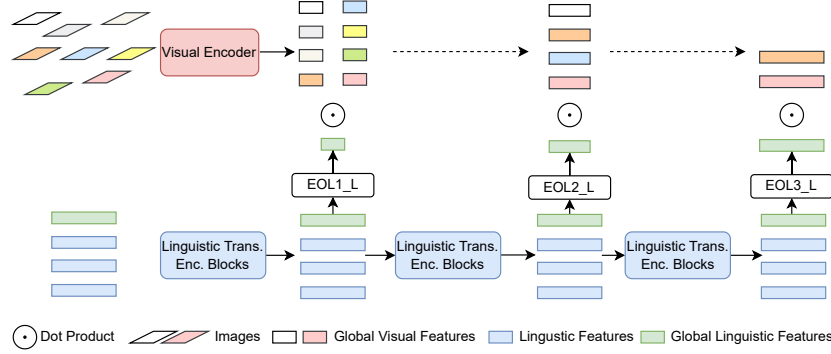 Visual Encoder
EOL1_L
EOL2_L
EOL3_L
Linguistic Trans.
Enc. Blocks
Linguistic Trans.
Enc. Blocks
Linguistic Trans.
Enc. Blocks
Dot Product
Images
Global Visual Features
Lingustic Features
Global Linguistic Features